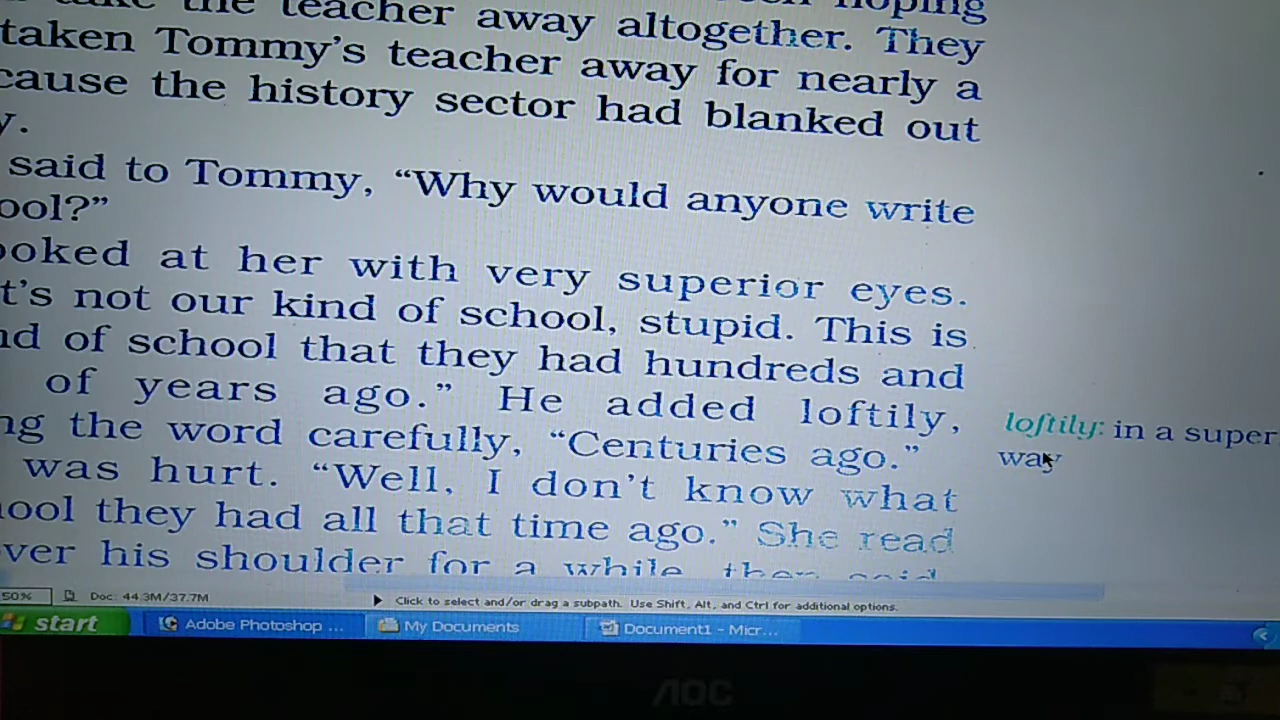 the teacher away altogether. They
taken Tommy's teacher away for nearly a
cause the history sector had blanked out
y.
said to Tommy, “Why would anyone write
ool?”
ooked at her with very superior eyes.
t's not our kind of school, stupid. This is
nd of school that they had hundreds and
of years ago.” He added loftily,
ng the word carefully, “Centuries ago.”
was hurt. “Well, I don't know what
ool they had all that time ago.” She read
ver his shoulder for a while, then said
loftily: in a super
way
50% Doc: 44.3M/37.7M Click to select and/or drag a subpath. Use Shift, Alt, and Ctrl for additional options.
start Adobe Photoshop ... My Documents Document1 - Micr...
AOC